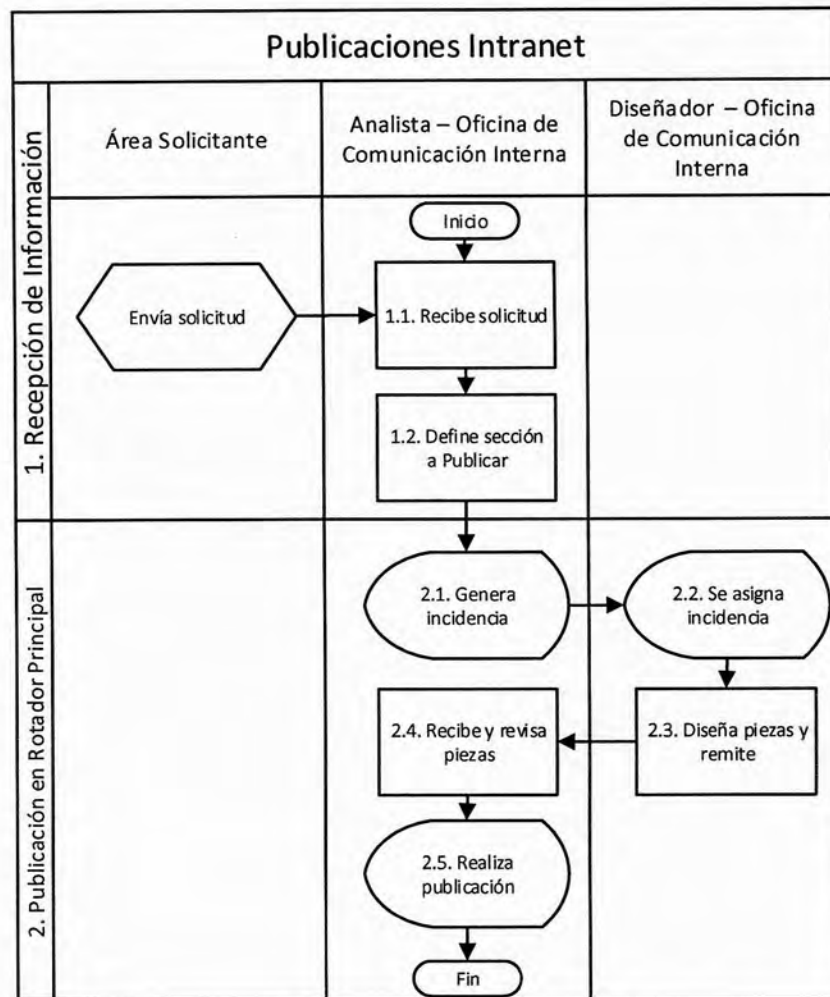 Publicaciones Intranet
Área Solicitante
Analista – Oficina de
Comunicación Interna
Diseñador – Oficina
de Comunicación
Interna
1. Recepción de Información
Inicio
Envía solicitud
1.1. Recibe solicitud
1.2. Define sección
a Publicar
2. Publicación en Rotador Principal
2.1. Genera
incidencia
2.2. Se asigna
incidencia
2.4. Recibe y revisa
piezas
2.3. Diseña piezas y
remite
2.5. Realiza
publicación
Fin